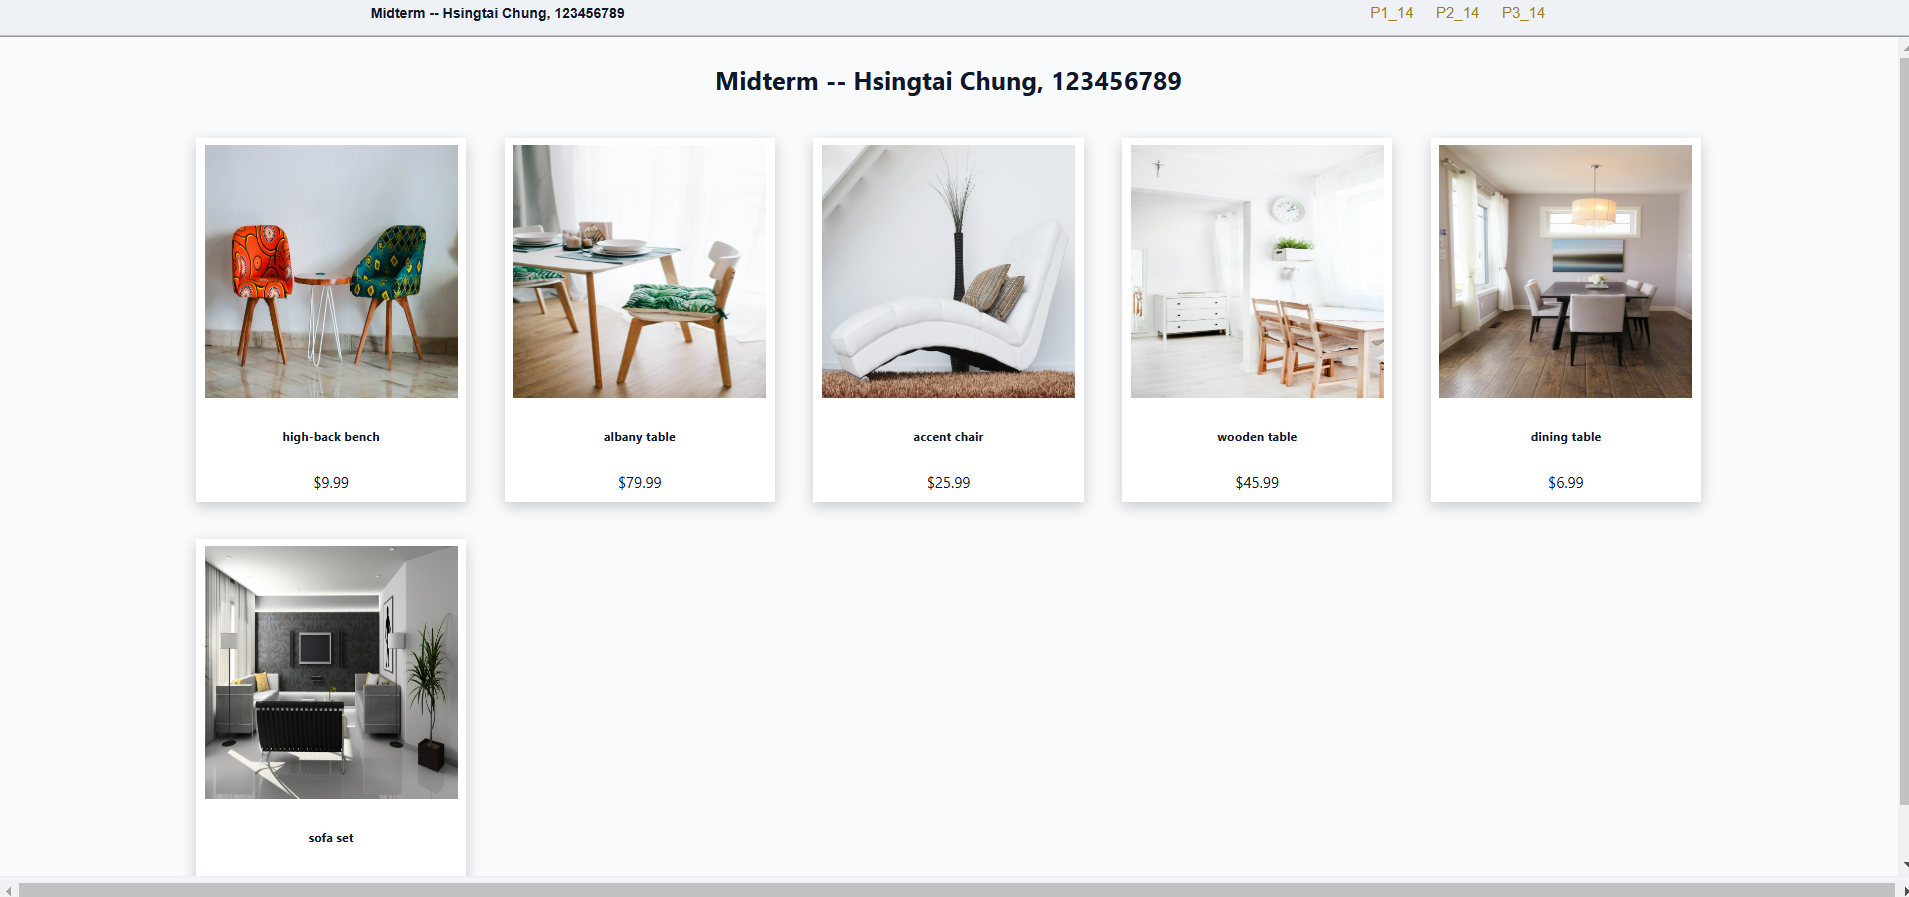 Midterm -- Hsingtai Chung, 123456789
P1_14 P2_14 P3_14
Midterm -- Hsingtai Chung, 123456789
high-back bench
$9.99
albany table
$79.99
accent chair
$25.99
wooden table
$45.99
dining table
$6.99
sofa set